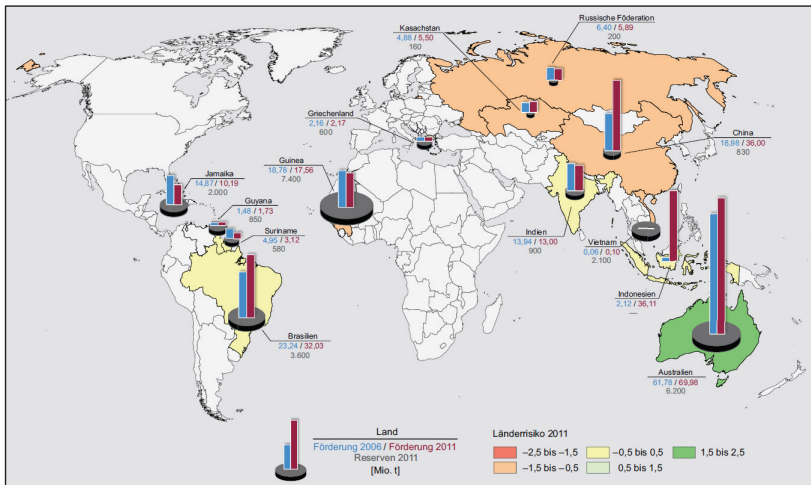 Russische Föderation
6,40 / 5,89
200
Kasachstan
4,88 / 5,50
160
Griechenland
2,16 / 2,17
600
China
18,98 / 36,00
830
Guinea
18,78 / 17,56
7.400
Jamaika
14,87 / 10,19
2.000
Guyana
1,48 / 1,73
850
Suriname
4,95 / 3,12
580
Indien
13,94 / 13,00
900
Vietnam
0,06 / 0,10
2.100
Indonesien
2,12 / 36,11
—
Brasilien
23,24 / 32,03
3.600
Australien
61,78 / 69,98
6.200
Land
Förderung 2006 / Förderung 2011
Reserven 2011
[Mio. t]
Länderrisiko 2011
–2,5 bis –1,5
–0,5 bis 0,5
1,5 bis 2,5
–1,5 bis –0,5
0,5 bis 1,5